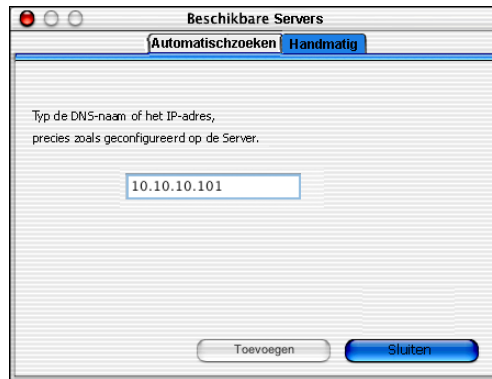 Beschikbare Servers
Automatischzoeken Handmatig
Typ de DNS-naam of het IP-adres,
precies zoals geconfigureerd op de Server.
10.10.10.101
Toevoegen Sluiten